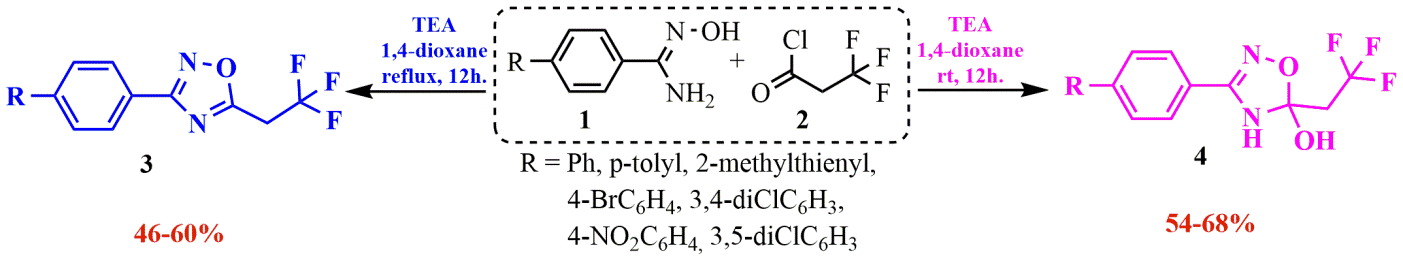 TEA
1,4-dioxane
reflux, 12h.
R
N
O
N
F
F
F
3
46-60%
R
N-OH
NH2
1
+
Cl
O
F
F
F
2
R = Ph, p-tolyl, 2-methylthienyl,
4-BrC6H4, 3,4-diClC6H3,
4-NO2C6H4, 3,5-diClC6H3
TEA
1,4-dioxane
rt, 12h.
R
N
O
N
H
OH
F
F
F
4
54-68%